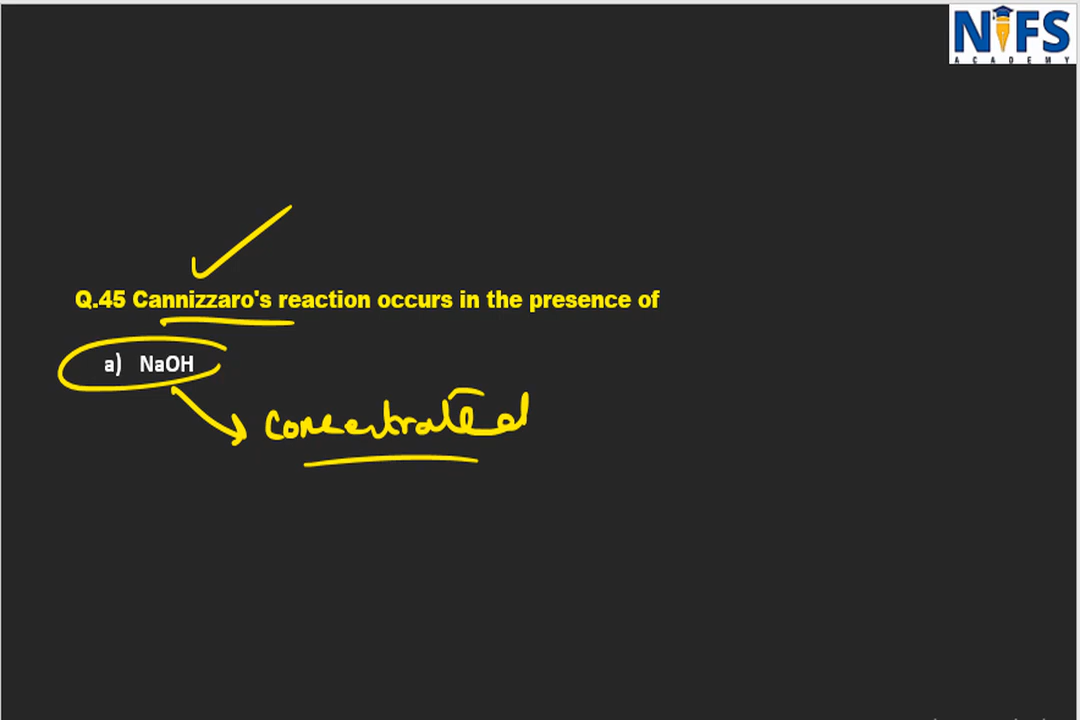 NIFS
ACADEMY
Q.45 Cannizzaro's reaction occurs in the presence of
a) NaOH
Concentrated